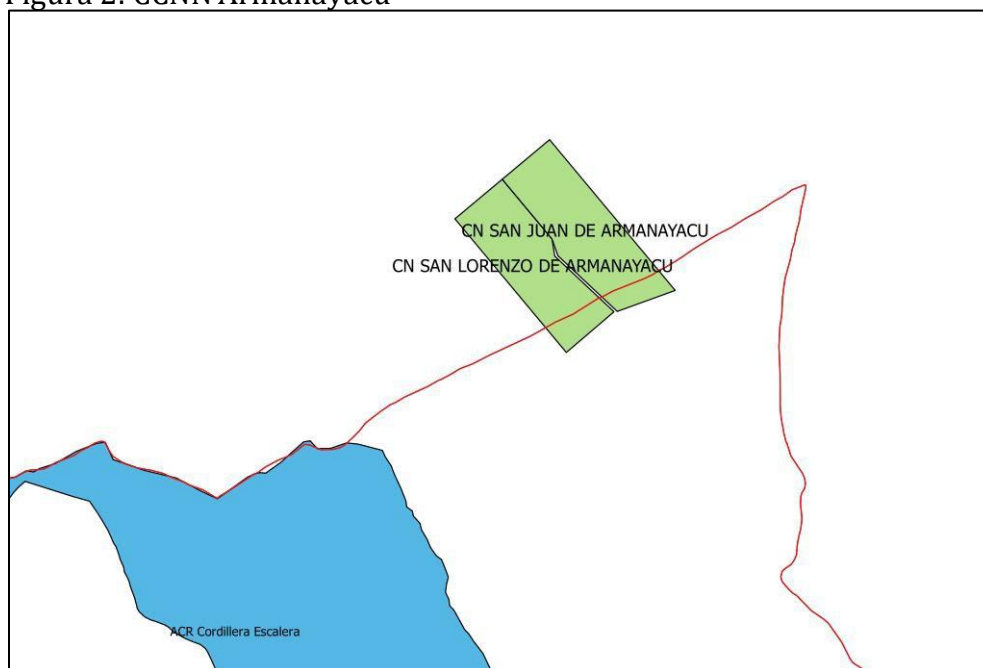 Figura 2. CCNN Armanayacu
CN SAN JUAN DE ARMANAYACU
CN SAN LORENZO DE ARMANAYACU
ACR Cordillera Escalera